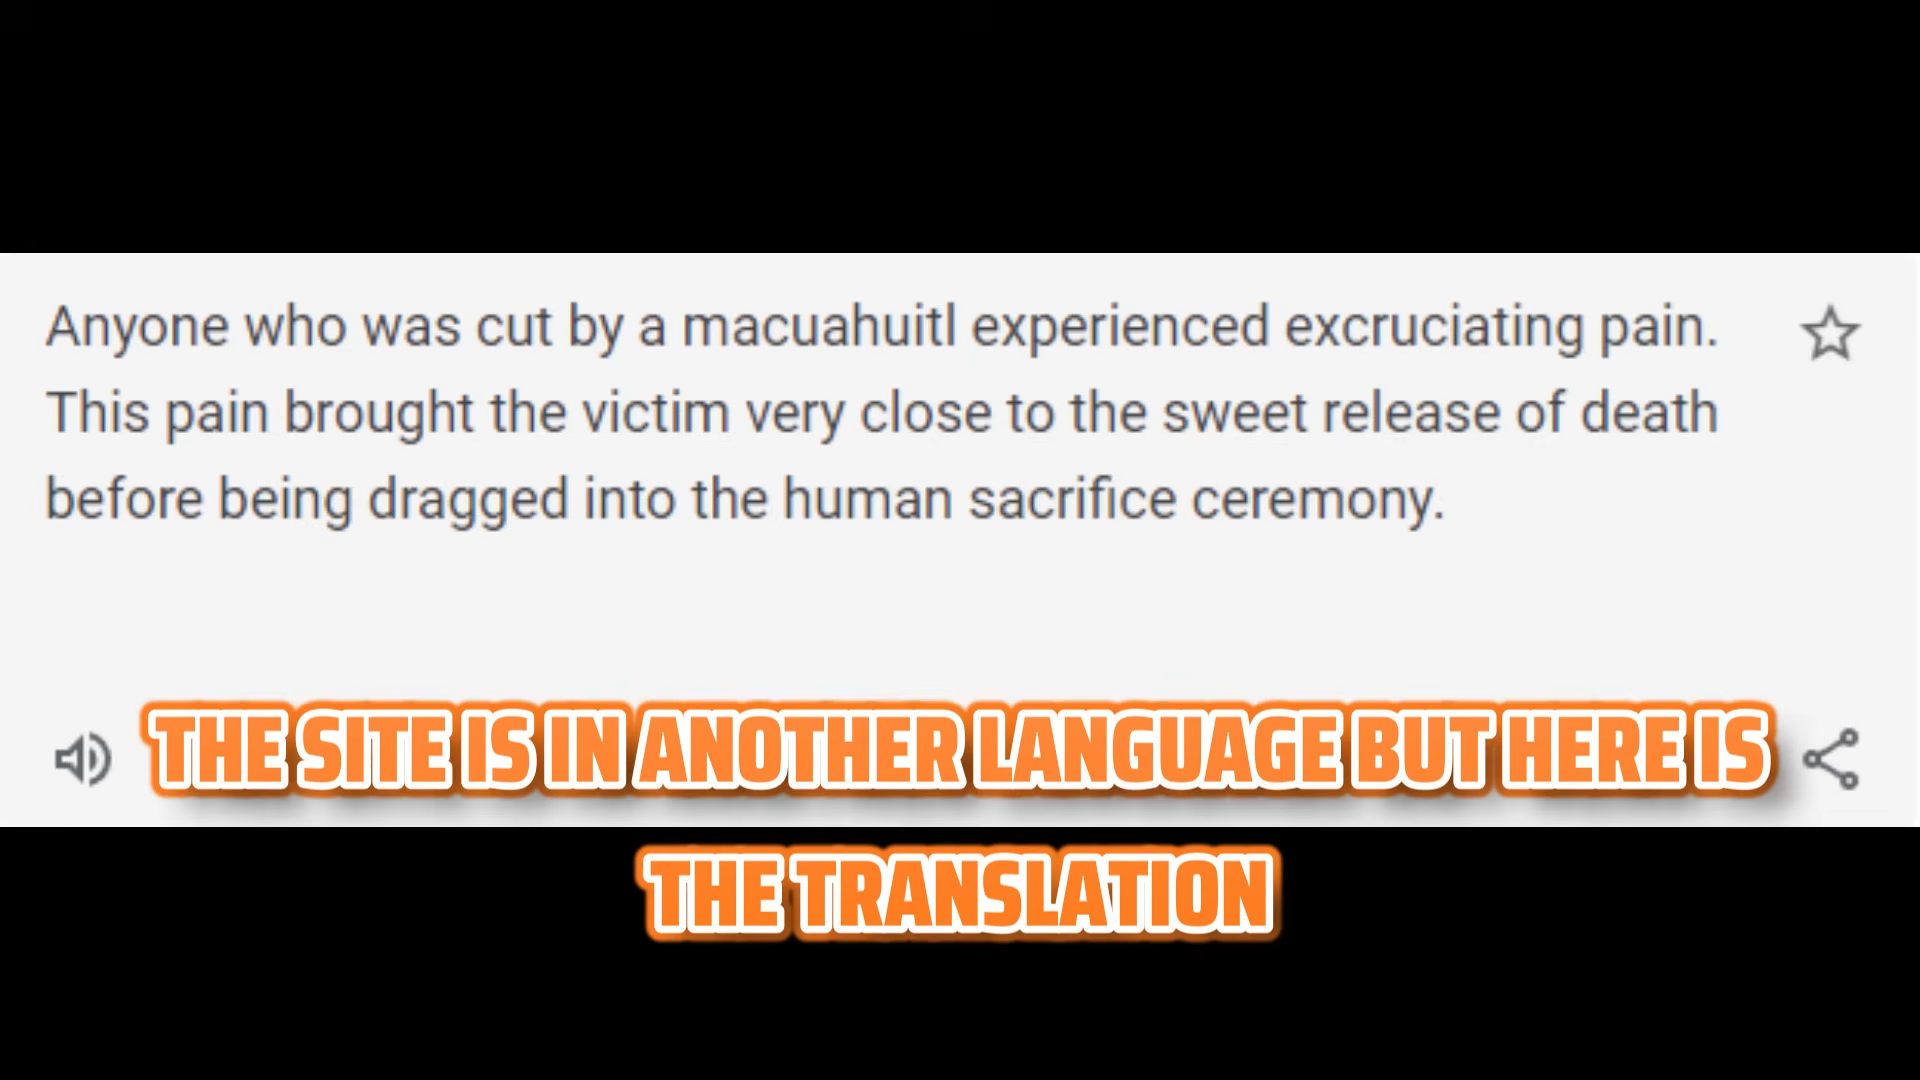 Anyone who was cut by a macuahuitl experienced excruciating pain.
This pain brought the victim very close to the sweet release of death
before being dragged into the human sacrifice ceremony.
THE SITE IS IN ANOTHER LANGUAGE BUT HERE IS
THE TRANSLATION